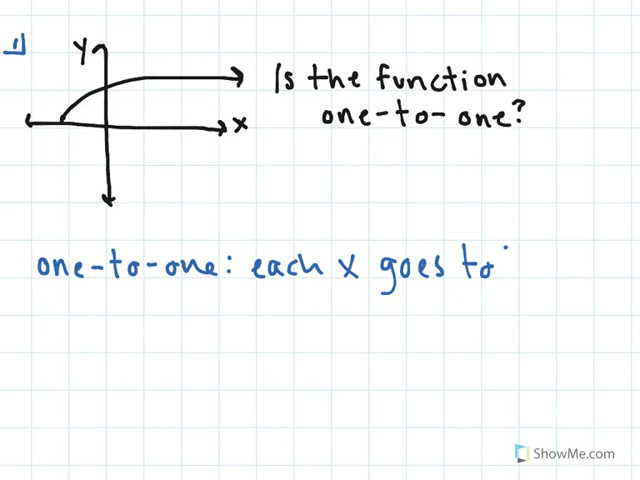 1)
y
Is the function
one-to-one?
x
one-to-one: each x goes to
ShowMe.com